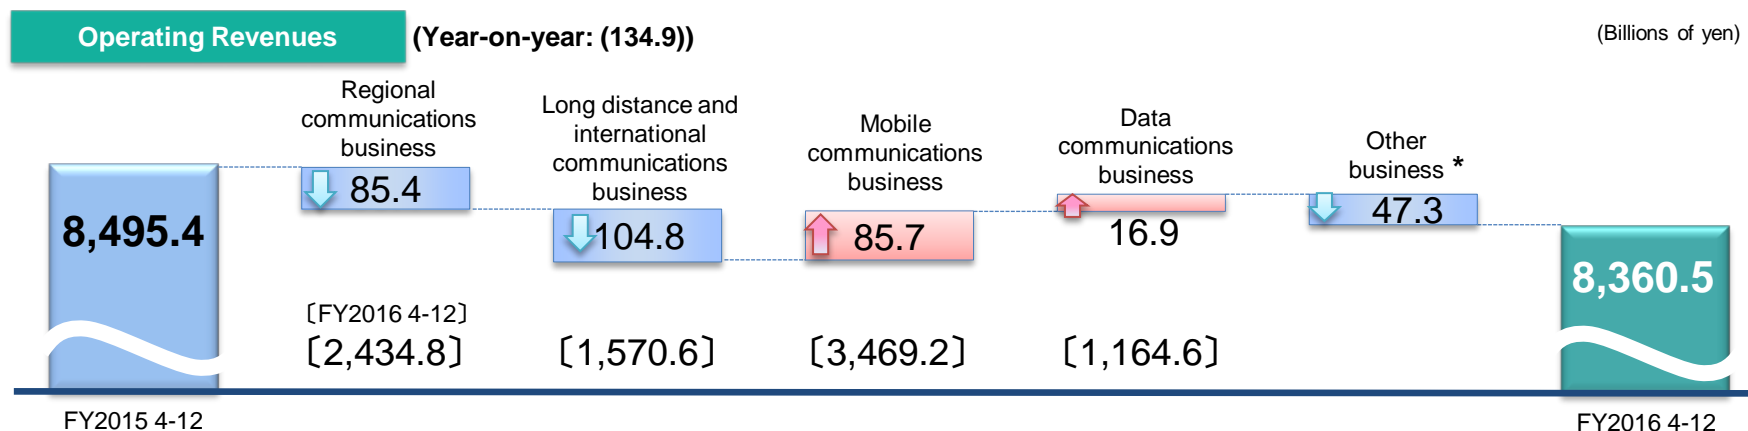 Operating Revenues
(Year-on-year: (134.9))
(Billions of yen)
Regional
communications
business
Long distance and
international
communications
business
Mobile
communications
business
Data
communications
business
Other
business *
8,495.4
85.4
104.8
85.7
16.9
47.3
8,360.5
〔FY2016 4-12〕
〔2,434.8〕
〔1,570.6〕
〔3,469.2〕
〔1,164.6〕
FY2015 4-12
FY2016 4-12